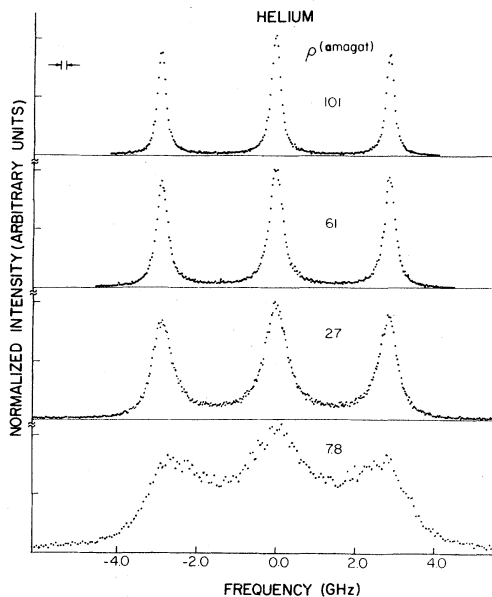 HELIUM
ρ (amagat)
101
61
27
7.8
NORMALIZED INTENSITY (ARBITRARY UNITS)
-4.0 -2.0 0.0 2.0 4.0
FREQUENCY (GHz)